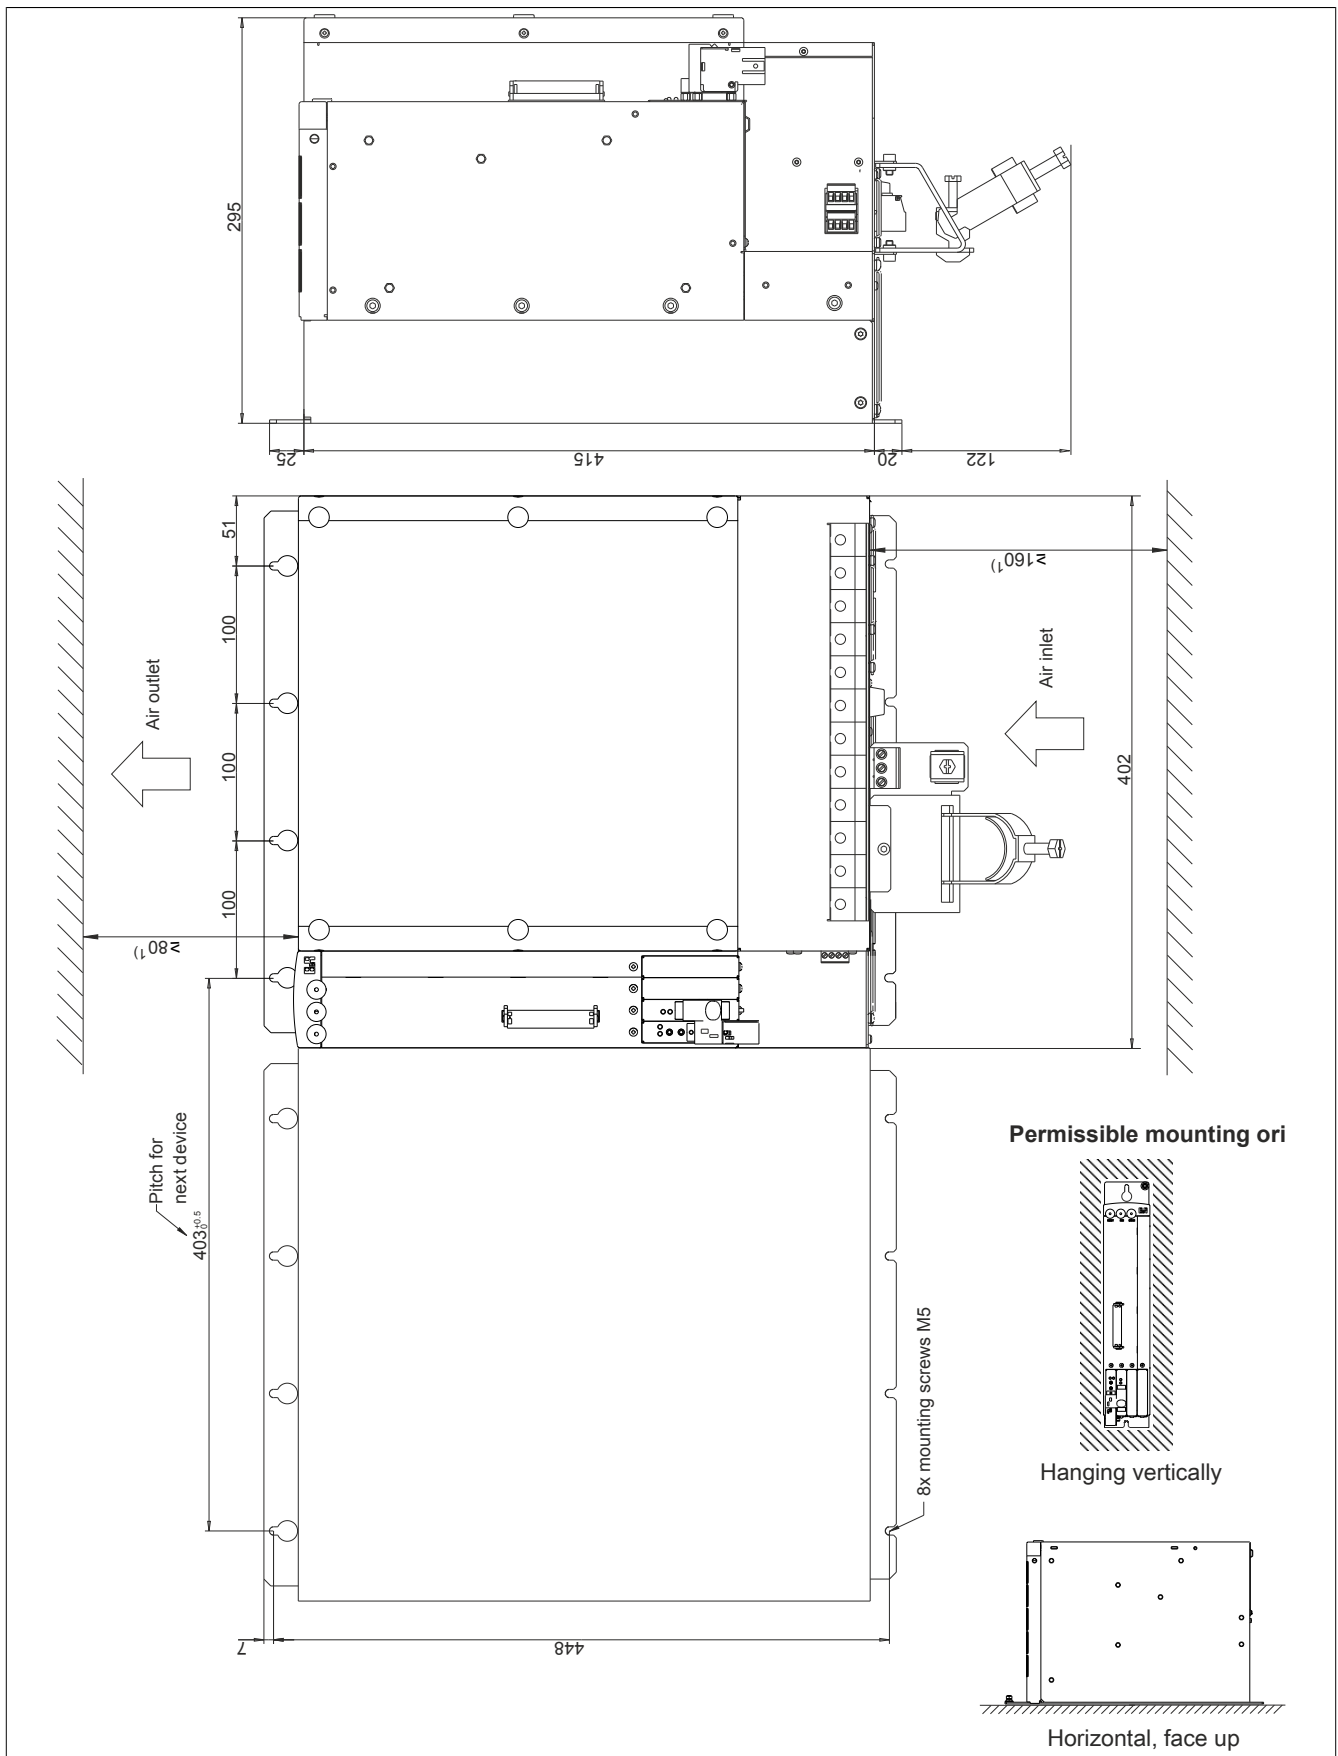 295
25
415
20
122
51
100
100
100
≥80¹⁾
Air outlet
≥160¹⁾
Air inlet
402
Pitch for
next device
403 +0.5 0
8x mounting screws M5
7
448
Permissible mounting ori
Hanging vertically
Horizontal, face up